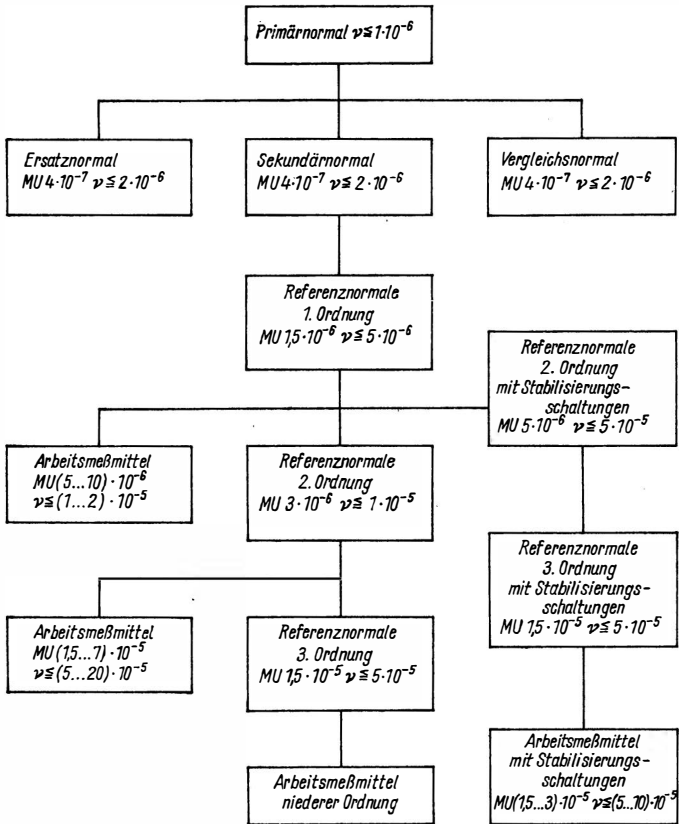 Primärnormal ν≦1·10⁻⁶
Ersatznormal
MU 4·10⁻⁷ ν≦2·10⁻⁶
Sekundärnormal
MU 4·10⁻⁷ ν≦2·10⁻⁶
Vergleichsnormal
MU 4·10⁻⁷ ν≦2·10⁻⁶
Referenznormale
1. Ordnung
MU 1,5·10⁻⁶ ν≦5·10⁻⁶
Referenznormale
2. Ordnung
mit Stabilisierungs-
schaltungen
MU 5·10⁻⁶ ν≦5·10⁻⁵
Arbeitsmeßmittel
MU(5...10)·10⁻⁶
ν≦(1...2)·10⁻⁵
Referenznormale
2. Ordnung
MU 3·10⁻⁶ ν≦1·10⁻⁵
Referenznormale
3. Ordnung
mit Stabilisierungs-
schaltungen
MU 1,5·10⁻⁵ ν≦5·10⁻⁵
Arbeitsmeßmittel
MU(1,5...7)·10⁻⁵
ν≦(5...20)·10⁻⁵
Referenznormale
3. Ordnung
MU 1,5·10⁻⁵ ν≦5·10⁻⁵
Arbeitsmeßmittel
niederer Ordnung
Arbeitsmeßmittel
mit Stabilisierungs-
schaltungen
MU(1,5...3)·10⁻⁵ ν≦(5...10)·10⁻⁵